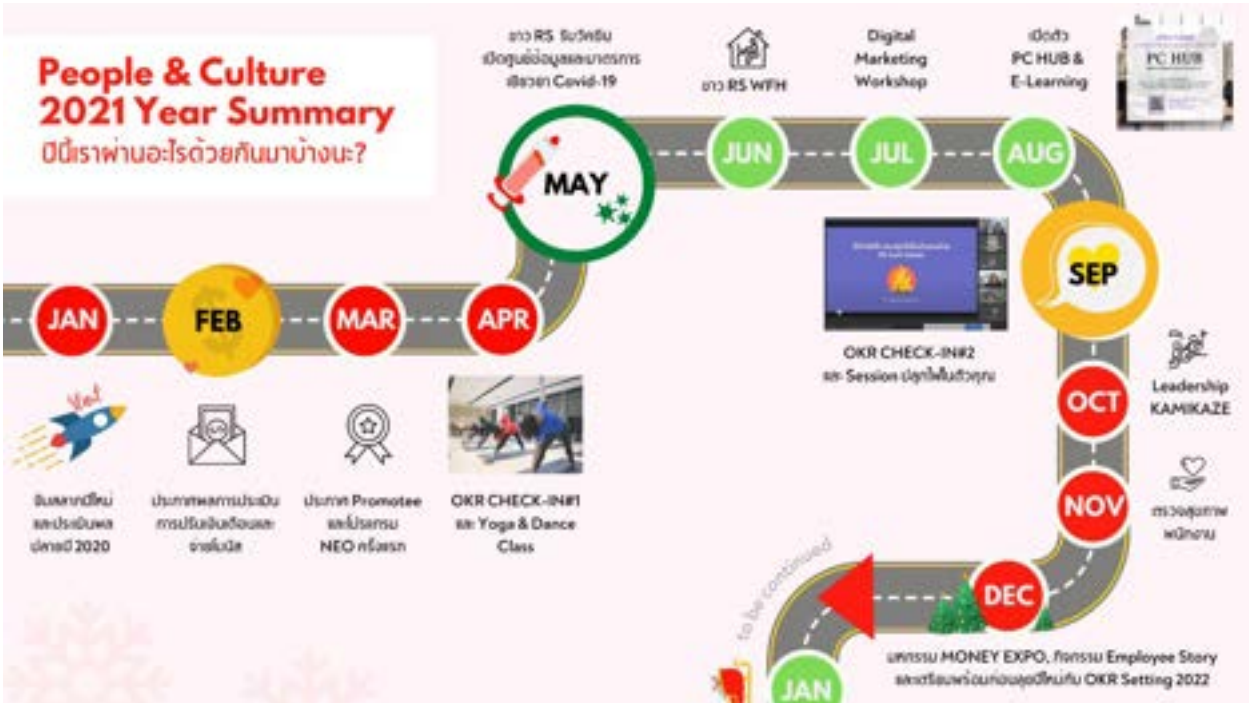 People & Culture
2021 Year Summary
ปีนี้เราผ่านอะไรด้วยกันมาบ้างนะ?
JAN
จับสลากปีใหม่
และประเมินผล
ปลายปี 2020
FEB
ประกาศผลการประเมิน
การปรับเงินเดือนและ
จ่ายโบนัส
MAR
ประกาศ Promotee
และโปรแกรม
NEO ครั้งแรก
APR
OKR CHECK-IN#1
และ Yoga & Dance
Class
ชาว RS รับวัคซีน
เปิดศูนย์ข้อมูลและมาตรการ
เยียวยา Covid-19
MAY
ชาว RS WFH
JUN
Digital
Marketing
Workshop
JUL
เปิดตัว
PC HUB &
E-Learning
AUG
PC HUB
SEP
OKR CHECK-IN#2
และ Session ปลุกไฟในตัวคุณ
OCT
Leadership
KAMIKAZE
NOV
ตรวจสุขภาพ
พนักงาน
DEC
มหกรรม MONEY EXPO, กิจกรรม Employee Story
และเตรียมพร้อมก่อนลุยปีใหม่กับ OKR Setting 2022
to be continued
JAN